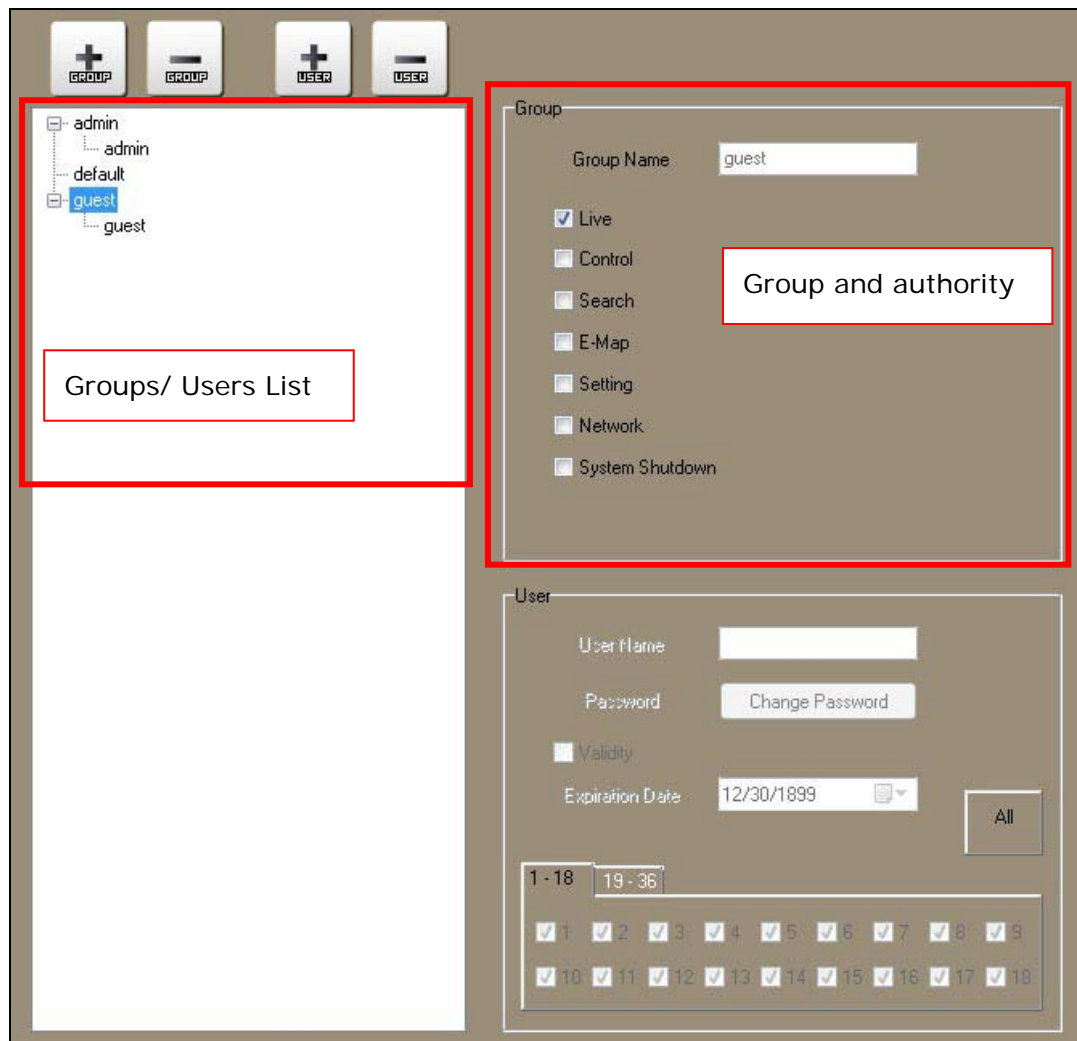 GROUP GROUP USER USER
admin
admin
default
guest
guest
Groups/ Users List
Group
Group Name guest
Live
Control
Search
E-Map
Setting
Network
System Shutdown
Group and authority
User
User Name
Password Change Password
Validity
Expiration Date 12/30/1899
All
1 - 18 19 - 36
1 2 3 4 5 6 7 8 9
10 11 12 13 14 15 16 17 18